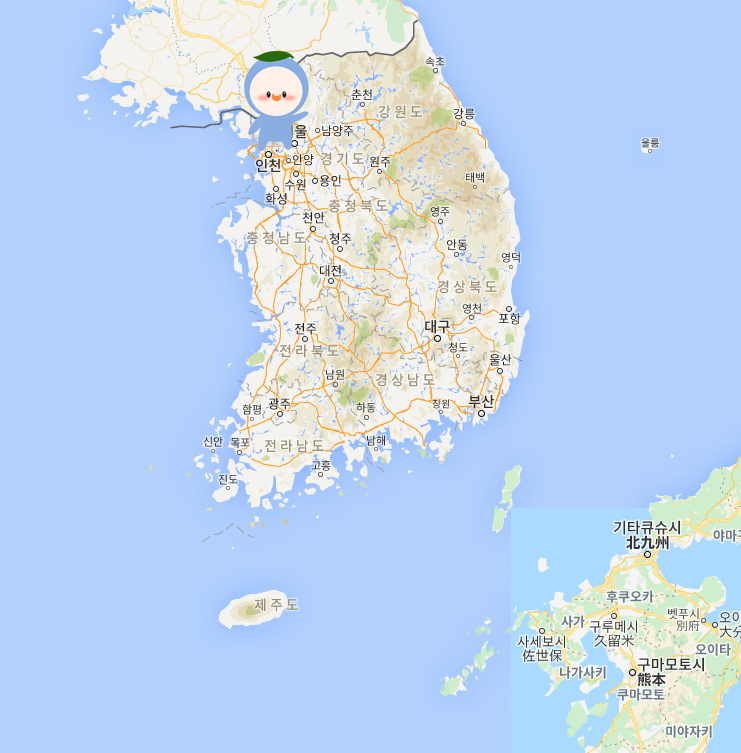 속초
춘천
강원도
강릉
울
남양주
울릉
인천
안양
경기도
원주
수원
용인
태백
화성
충청북도
천안
영주
충청남도
청주
안동
영덕
대전
경상북도
영천
포항
전주
대구
전라북도
청도
울산
남원
경상남도
함평
광주
하동
창원
부산
신안
목포
전라남도
남해
고흥
진도
기타큐슈시
北九州
야마구
후쿠오카
제주도
사가
구루메시
久留米
벳푸시
別府
오이
大分
사세보시
佐世保
오이타
나가사키
구마모토시
熊本
쿠마모토
미야자키